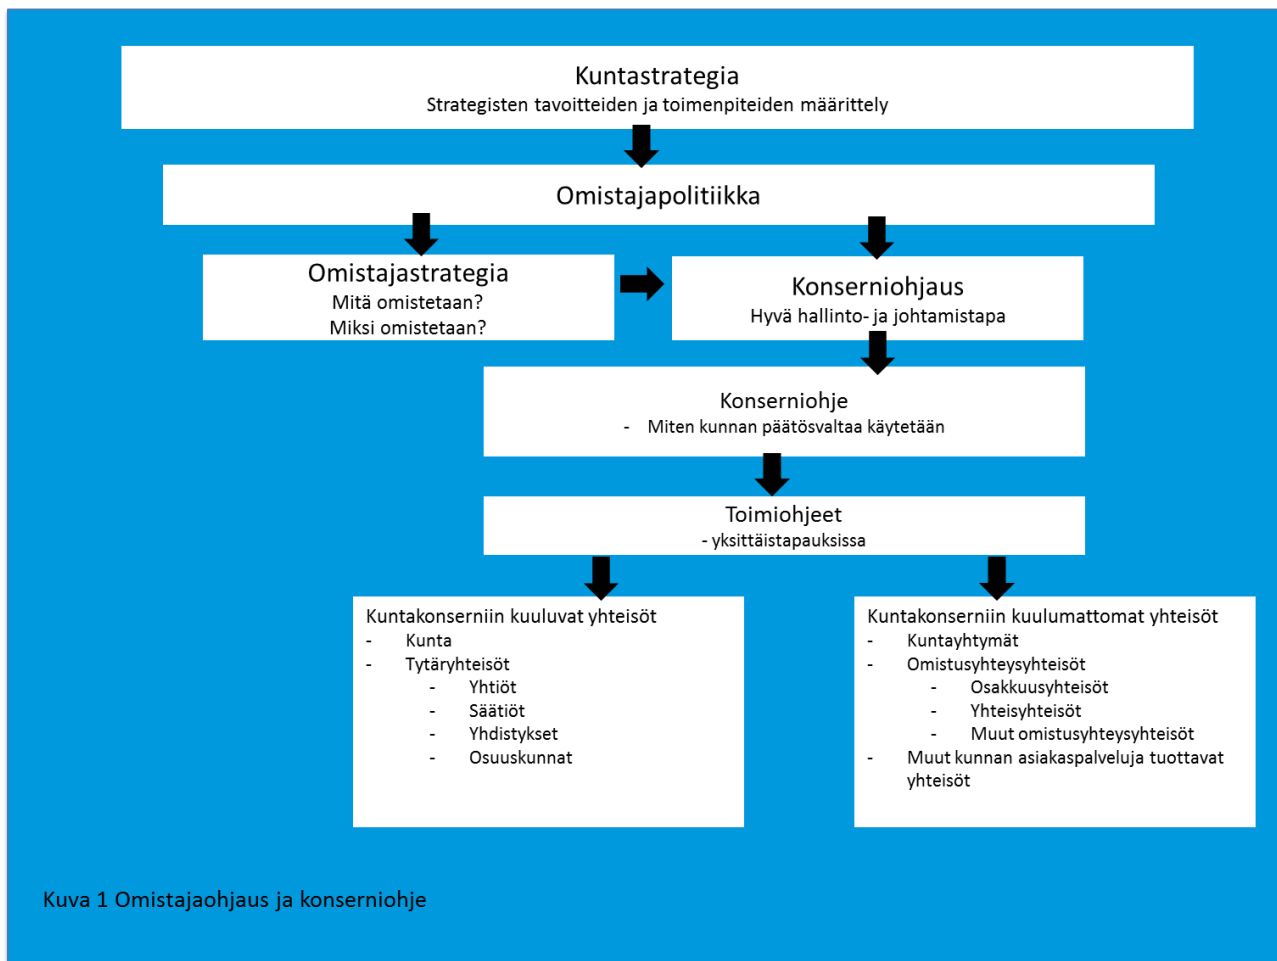 Kuntastrategia
Strategisten tavoitteiden ja toimenpiteiden määrittely
Omistajapolitiikka
Omistajastrategia
Mitä omistetaan?
Miksi omistetaan?
Konserniohjaus
Hyvä hallinto- ja johtamistapa
Konserniohje
- Miten kunnan päätösvaltaa käytetään
Toimiohjeet
- yksittäistapauksissa
Kuntakonserniin kuuluvat yhteisöt
- Kunta
- Tytäryhteisöt
- Yhtiöt
- Säätiöt
- Yhdistykset
- Osuuskunnat
Kuntakonserniin kuulumattomat yhteisöt
- Kuntayhtymät
- Omistusyhteysyhteisöt
- Osakkuusyhteisöt
- Yhteisyhteisöt
- Muut omistusyhteysyhteisöt
- Muut kunnan asiakaspalveluja tuottavat
yhteisöt
Kuva 1 Omistajaohjaus ja konserniohje